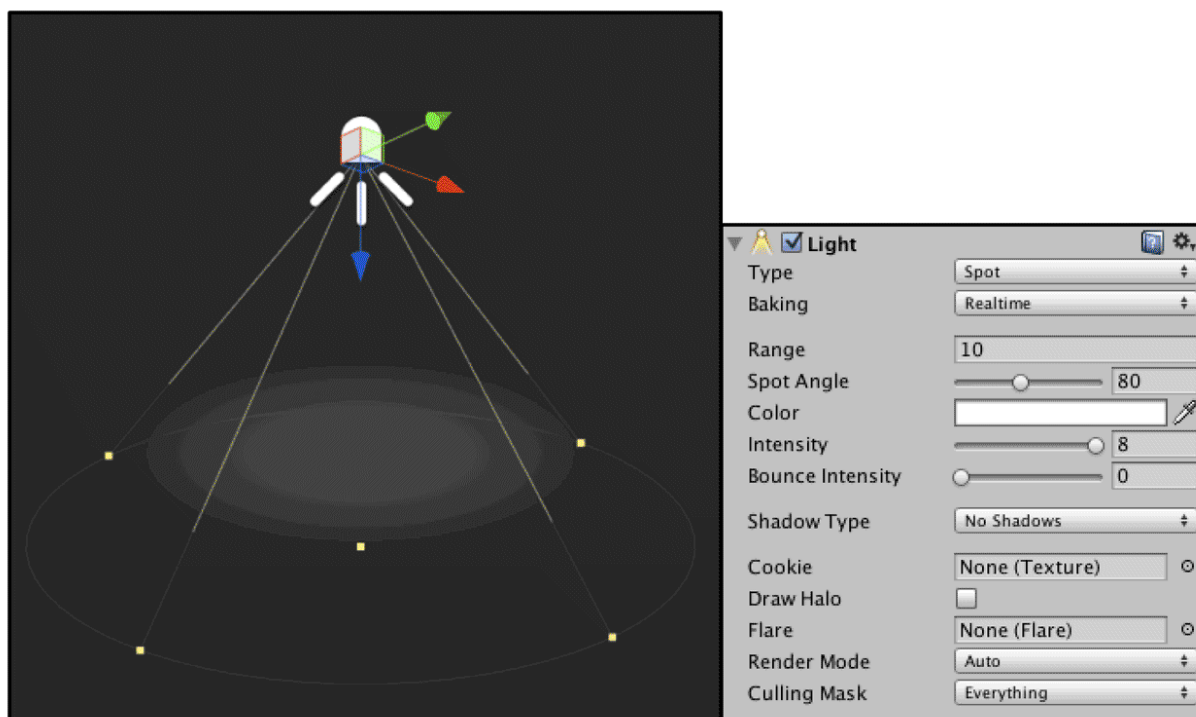 Light
Type Spot
Baking Realtime
Range 10
Spot Angle 80
Color
Intensity 8
Bounce Intensity 0
Shadow Type No Shadows
Cookie None (Texture)
Draw Halo
Flare None (Flare)
Render Mode Auto
Culling Mask Everything